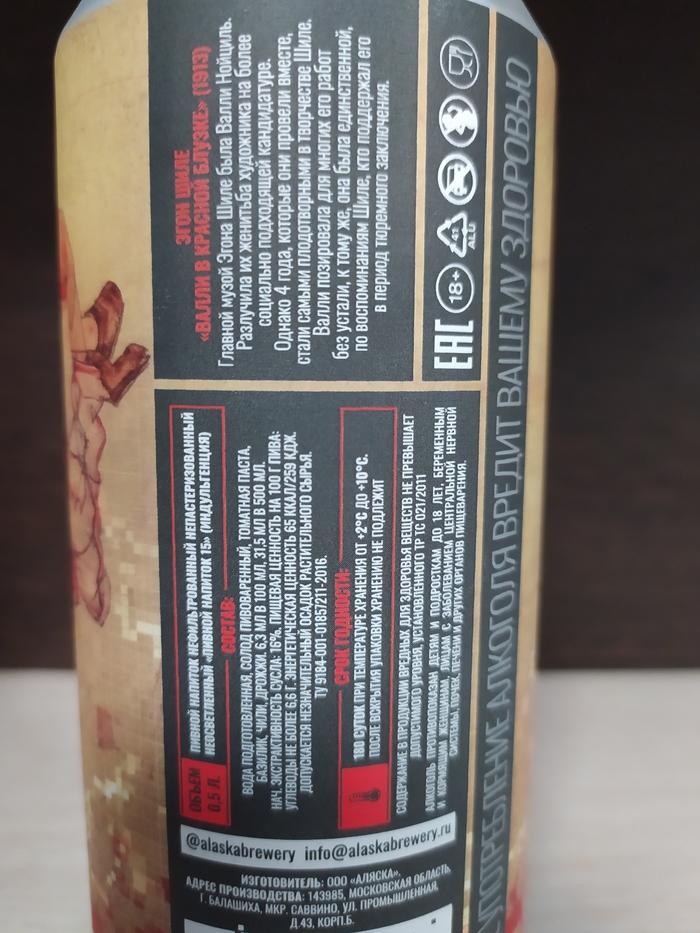 ЭГОН ШИЛЕ
«ВАЛЛИ В КРАСНОЙ БЛУЗКЕ» (1913)
Главной музой Эгона Шиле была Валли Нойциль.
Разлучила их женитьба художника на более
социально подходящей кандидатуре.
Однако 4 года, которые они провели вместе,
стали самыми плодотворными в творчестве Шиле.
Валли позировала для многих его работ
без устали, к тому же, она была единственной,
по воспоминаниям Шиле, кто поддержал его
в период тюремного заключения.
EAC 18+ 41
ALU
ОБЪЕМ
0,5 Л.
ПИВНОЙ НАПИТОК НЕФИЛЬТРОВАННЫЙ НЕПАСТЕРИЗОВАННЫЙ
НЕОСВЕТЛЕННЫЙ «ПИВНОЙ НАПИТОК 15» (ИНДУЛЬГЕНЦИЯ)
СОСТАВ:
ВОДА ПОДГОТОВЛЕННАЯ, СОЛОД ПИВОВАРЕННЫЙ, ТОМАТНАЯ ПАСТА,
БАЗИЛИК, ЧИЛИ, ДРОЖЖИ. 6,3 МЛ В 100 МЛ, 31,5 МЛ В 500 МЛ.
НАЧ. ЭКСТРАКТИВНОСТЬ СУСЛА: 16%. ПИЩЕВАЯ ЦЕННОСТЬ НА 100 Г ПИВА:
УГЛЕВОДЫ НЕ БОЛЕЕ 6,6 Г. ЭНЕРГЕТИЧЕСКАЯ ЦЕННОСТЬ 65 ККАЛ/259 КДЖ.
ДОПУСКАЕТСЯ НЕЗНАЧИТЕЛЬНЫЙ ОСАДОК РАСТИТЕЛЬНОГО СЫРЬЯ.
ТУ 9184-001-01857211-2016.
СРОК ГОДНОСТИ:
180 СУТОК ПРИ ТЕМПЕРАТУРЕ ХРАНЕНИЯ ОТ +2°С ДО +10°С.
ПОСЛЕ ВСКРЫТИЯ УПАКОВКИ ХРАНЕНИЮ НЕ ПОДЛЕЖИТ
СОДЕРЖАНИЕ В ПРОДУКЦИИ ВРЕДНЫХ ДЛЯ ЗДОРОВЬЯ ВЕЩЕСТВ НЕ ПРЕВЫШАЕТ
ДОПУСТИМОГО УРОВНЯ, УСТАНОВЛЕННОГО ТР ТС 021/2011
АЛКОГОЛЬ ПРОТИВОПОКАЗАН ДЕТЯМ И ПОДРОСТКАМ ДО 18 ЛЕТ, БЕРЕМЕННЫМ
И КОРМЯЩИМ ЖЕНЩИНАМ, ЛИЦАМ С ЗАБОЛЕВАНИЕМ ЦЕНТРАЛЬНОЙ НЕРВНОЙ
СИСТЕМЫ, ПОЧЕК, ПЕЧЕНИ И ДРУГИХ ОРГАНОВ ПИЩЕВАРЕНИЯ.
УПОТРЕБЛЕНИЕ АЛКОГОЛЯ ВРЕДИТ ВАШЕМУ ЗДОРОВЬЮ
@alaskabrewery info@alaskabrewery.ru
ИЗГОТОВИТЕЛЬ: ООО «АЛЯСКА».
АДРЕС ПРОИЗВОДСТВА: 143985, МОСКОВСКАЯ ОБЛАСТЬ,
Г. БАЛАШИХА, МКР. САВВИНО, УЛ. ПРОМЫШЛЕННАЯ,
Д.43, КОРП.Б.